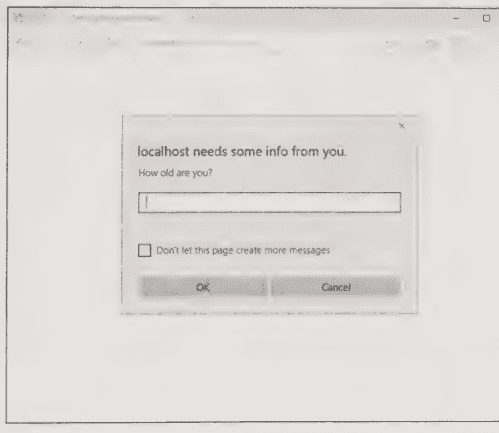 localhost needs some info from you.
How old are you?
Don't let this page create more messages
OK
Cancel